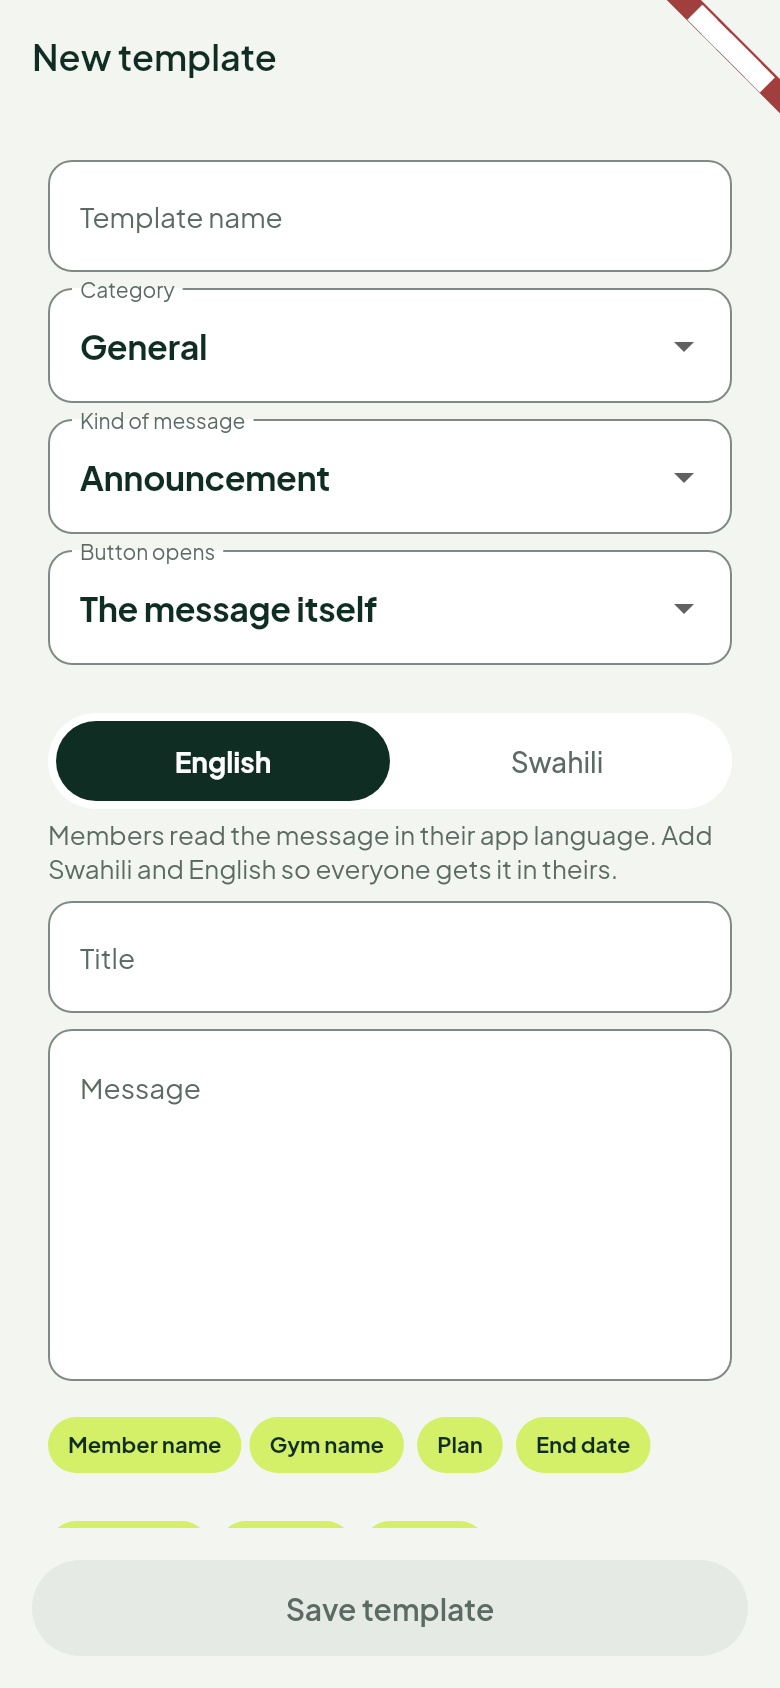 New template
Template name
Category
General
Kind of message
Announcement
Button opens
The message itself
English
Swahili
Members read the message in their app language. Add
Swahili and English so everyone gets it in theirs.
Title
Message
Member name
Gym name
Plan
End date
Save template